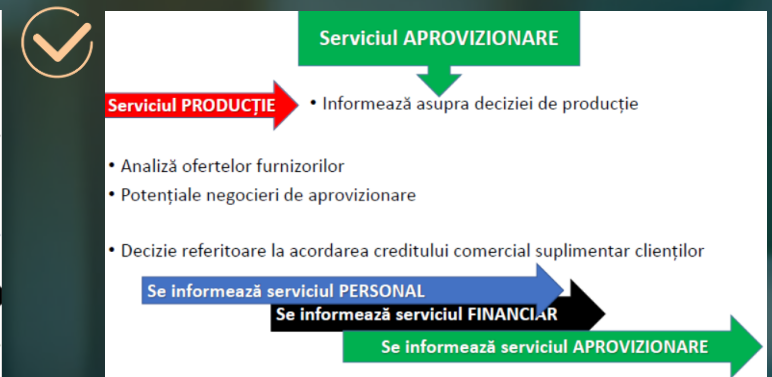 Serviciul APROVIZIONARE
Serviciul PRODUCȚIE
• Informează asupra deciziei de producție
• Analiză ofertelor furnizorilor
• Potențiale negocieri de aprovizionare
• Decizie referitoare la acordarea creditului comercial suplimentar clienților
Se informează serviciul PERSONAL
Se informează serviciul FINANCIAR
Se informează serviciul APROVIZIONARE